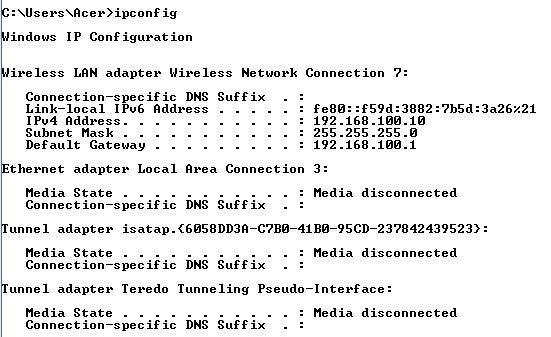 C:\Users\Acer>ipconfig
Windows IP Configuration
Wireless LAN adapter Wireless Network Connection 7:
Connection-specific DNS Suffix  . :
Link-local IPv6 Address . . . . . : fe80::f59d:3882:7b5d:3a26%21
IPv4 Address. . . . . . . . . . . : 192.168.100.10
Subnet Mask . . . . . . . . . . . : 255.255.255.0
Default Gateway . . . . . . . . . : 192.168.100.1
Ethernet adapter Local Area Connection 3:
Media State . . . . . . . . . . . : Media disconnected
Connection-specific DNS Suffix  . :
Tunnel adapter isatap.{6058DD3A-C7B0-41B0-95CD-237842439523}:
Media State . . . . . . . . . . . : Media disconnected
Connection-specific DNS Suffix  . :
Tunnel adapter Teredo Tunneling Pseudo-Interface:
Media State . . . . . . . . . . . : Media disconnected
Connection-specific DNS Suffix  . :